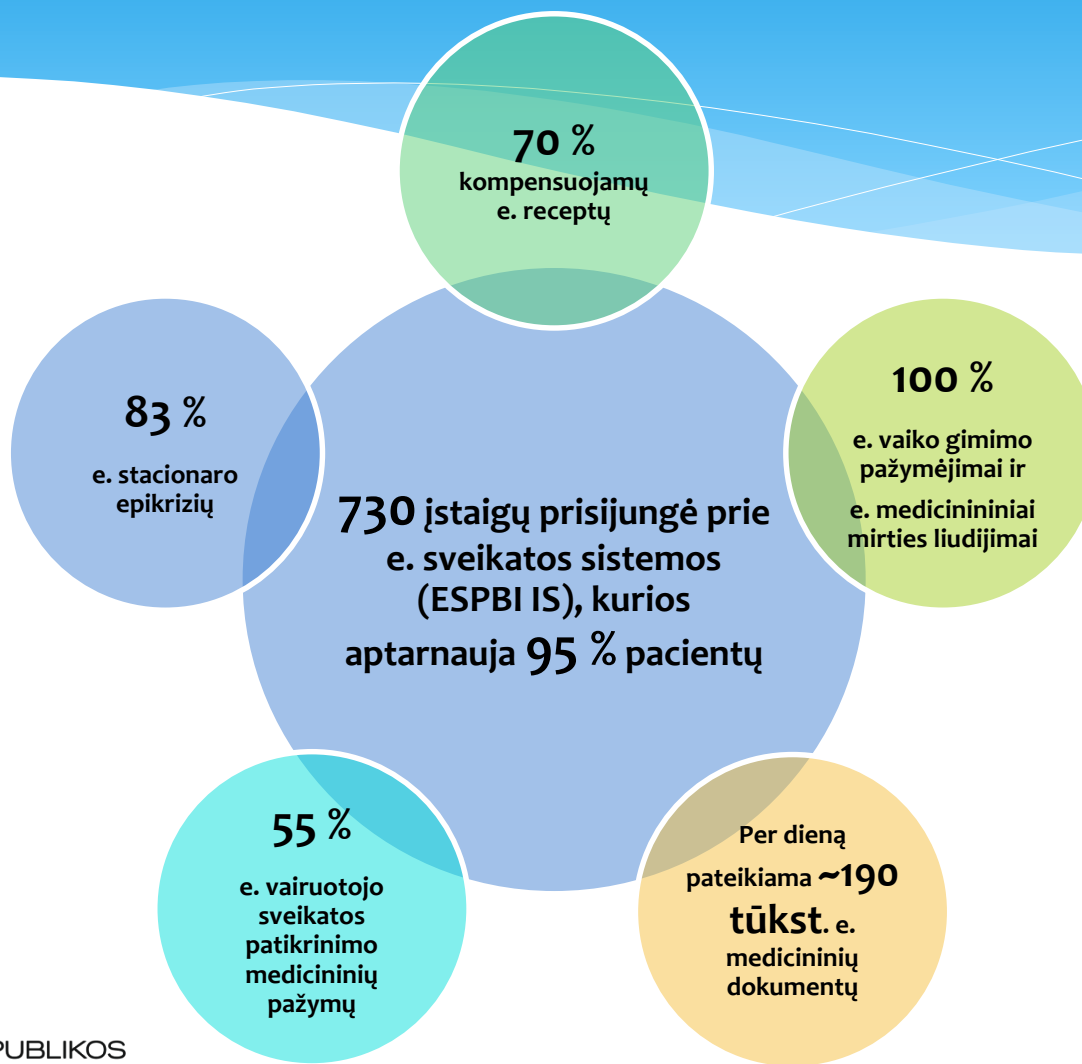 70 %
kompensuojamų
e. receptų
83 %
e. stacionaro
epikrizių
100 %
e. vaiko gimimo
pažymėjimai ir
e. medicinininiai
mirties liudijimai
730 įstaigų prisijungė prie
e. sveikatos sistemos
(ESPBI IS), kurios
aptarnauja 95 % pacientų
55 %
e. vairuotojo
sveikatos
patikrinimo
medicininių
pažymų
Per dieną
pateikiama ~190
tūkst. e.
medicininių
dokumentų
PUBLIKOS